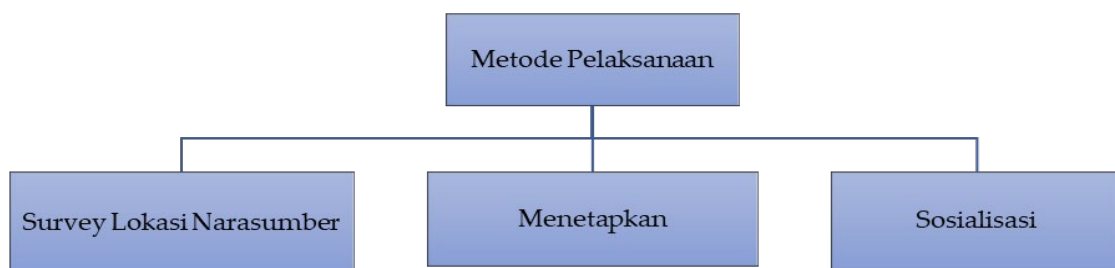 Metode Pelaksanaan
Survey Lokasi Narasumber
Menetapkan
Sosialisasi